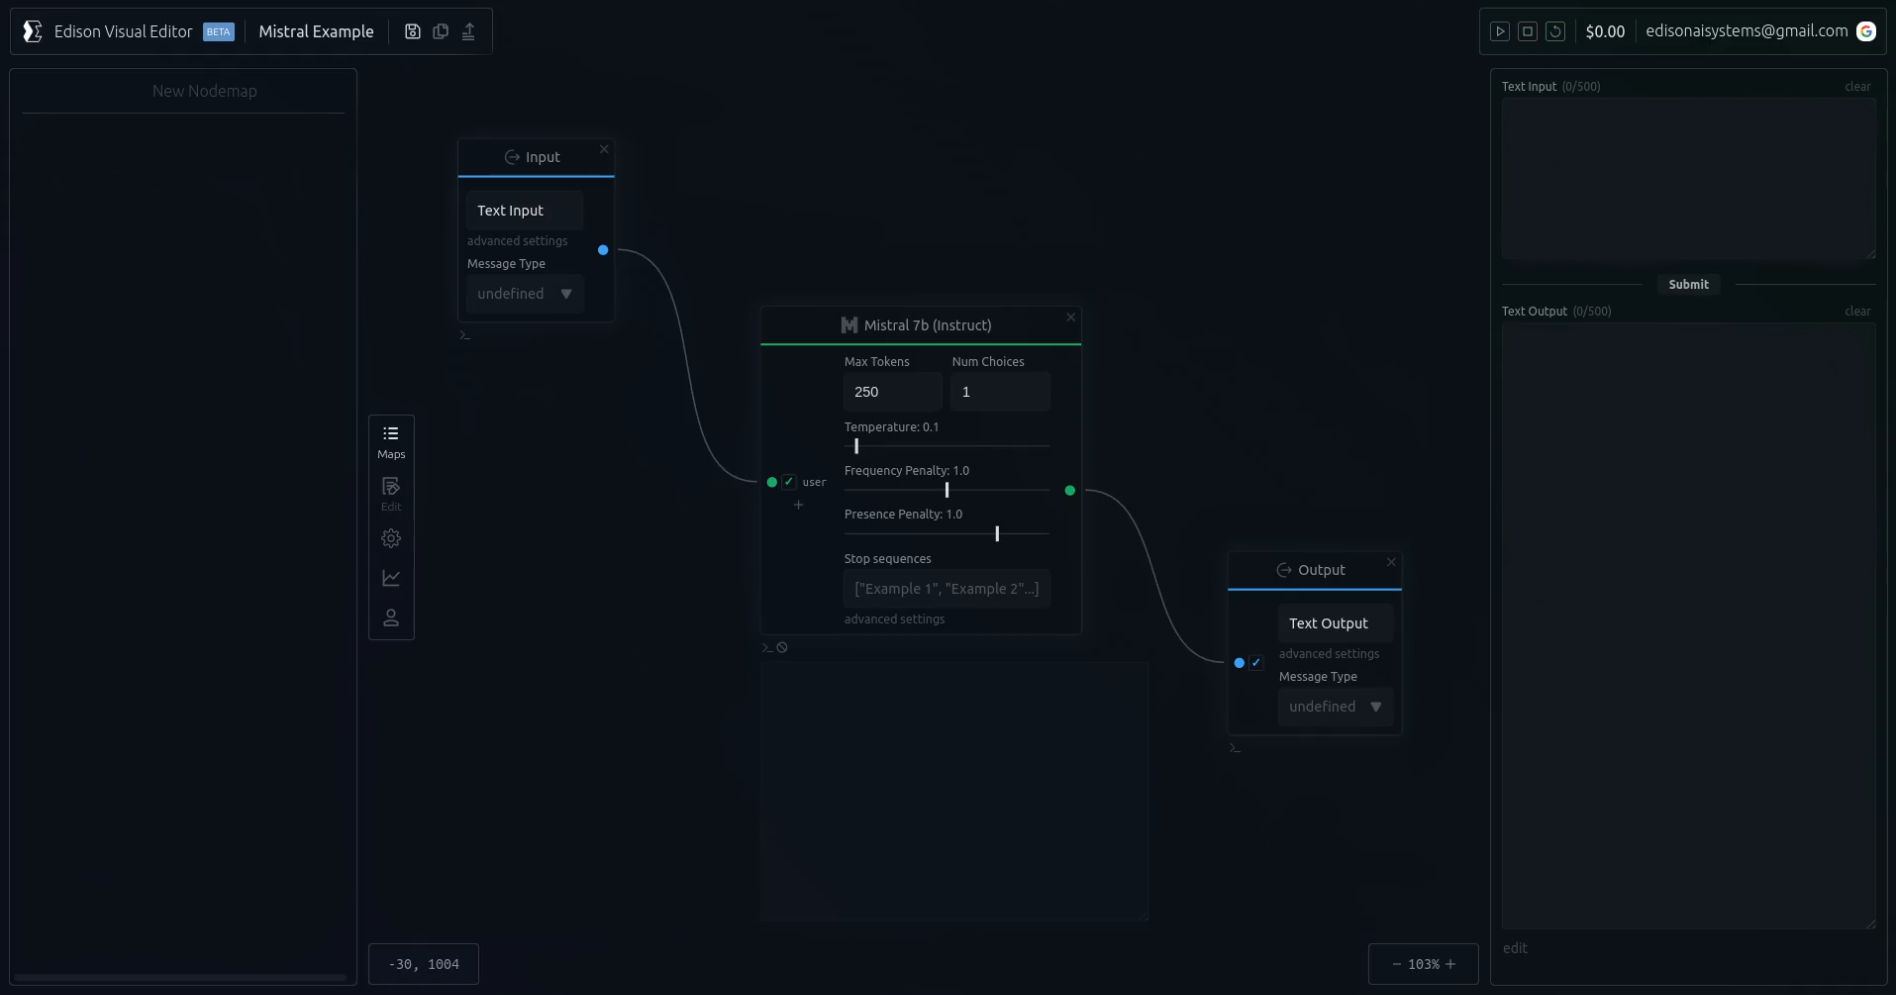 Edison Visual Editor BETA Mistral Example
$0.00 edisonaisystems@gmail.com
New Nodemap
Input
Text Input
advanced settings
Message Type
undefined
Maps
Edit
Mistral 7b (Instruct)
Max Tokens Num Choices
250 1
Temperature: 0.1
Frequency Penalty: 1.0
user
Presence Penalty: 1.0
Stop sequences
["Example 1", "Example 2"...]
advanced settings
Output
Text Output
advanced settings
Message Type
undefined
-30, 1004
103%
Text Input (0/500) clear
Submit
Text Output (0/500) clear
edit